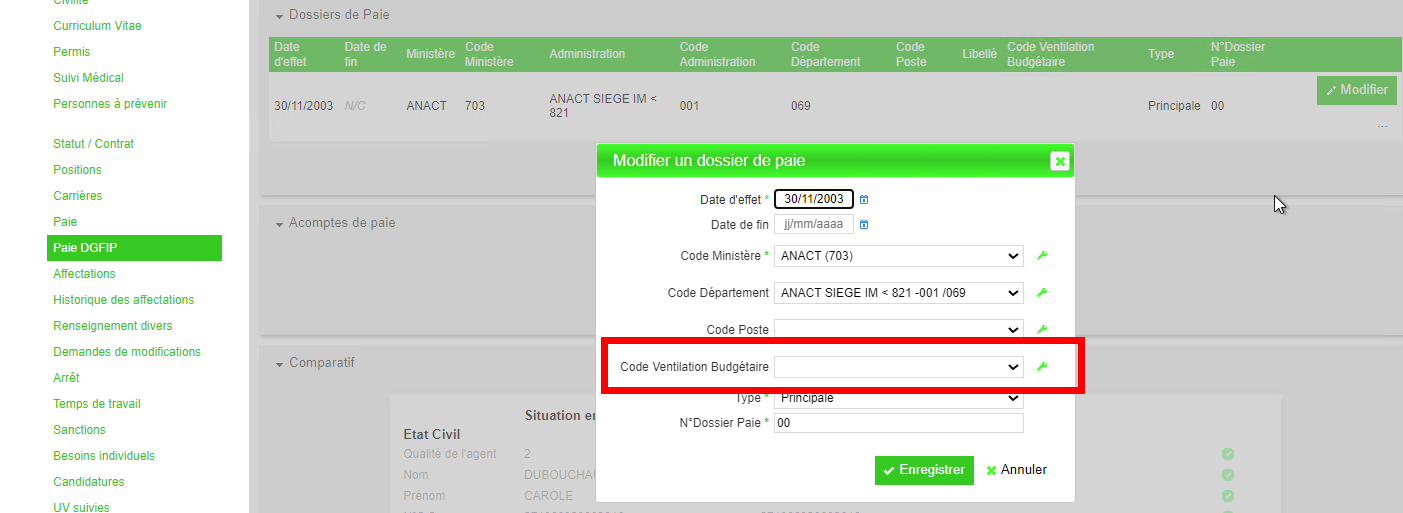 Civilité
Curriculum Vitae
Permis
Suivi Médical
Personnes à prévenir
Statut / Contrat
Positions
Carrières
Paie
Paie DGFIP
Affectations
Historique des affectations
Renseignement divers
Demandes de modifications
Arrêt
Temps de travail
Sanctions
Besoins individuels
Candidatures
UV suivies
Dossiers de Paie
Date d'effet
Date de fin
Ministère
Code Ministère
Administration
Code Administration
Code Département
Code Poste
Libellé
Code Ventilation Budgétaire
Type
N°Dossier Paie
30/11/2003 N/C ANACT 703 ANACT SIEGE IM < 821 001 069 Principale 00
Modifier
...
Acomptes de paie
Comparatif
Situation en
Etat Civil
Qualité de l'agent 2
Nom DUBOUCHAU
Prénom CAROLE
Modifier un dossier de paie
Date d'effet * 30/11/2003
Date de fin jj/mm/aaaa
Code Ministère * ANACT (703)
Code Département ANACT SIEGE IM < 821 -001 /069
Code Poste
Code Ventilation Budgétaire
Type * Principale
N°Dossier Paie * 00
Enregistrer Annuler